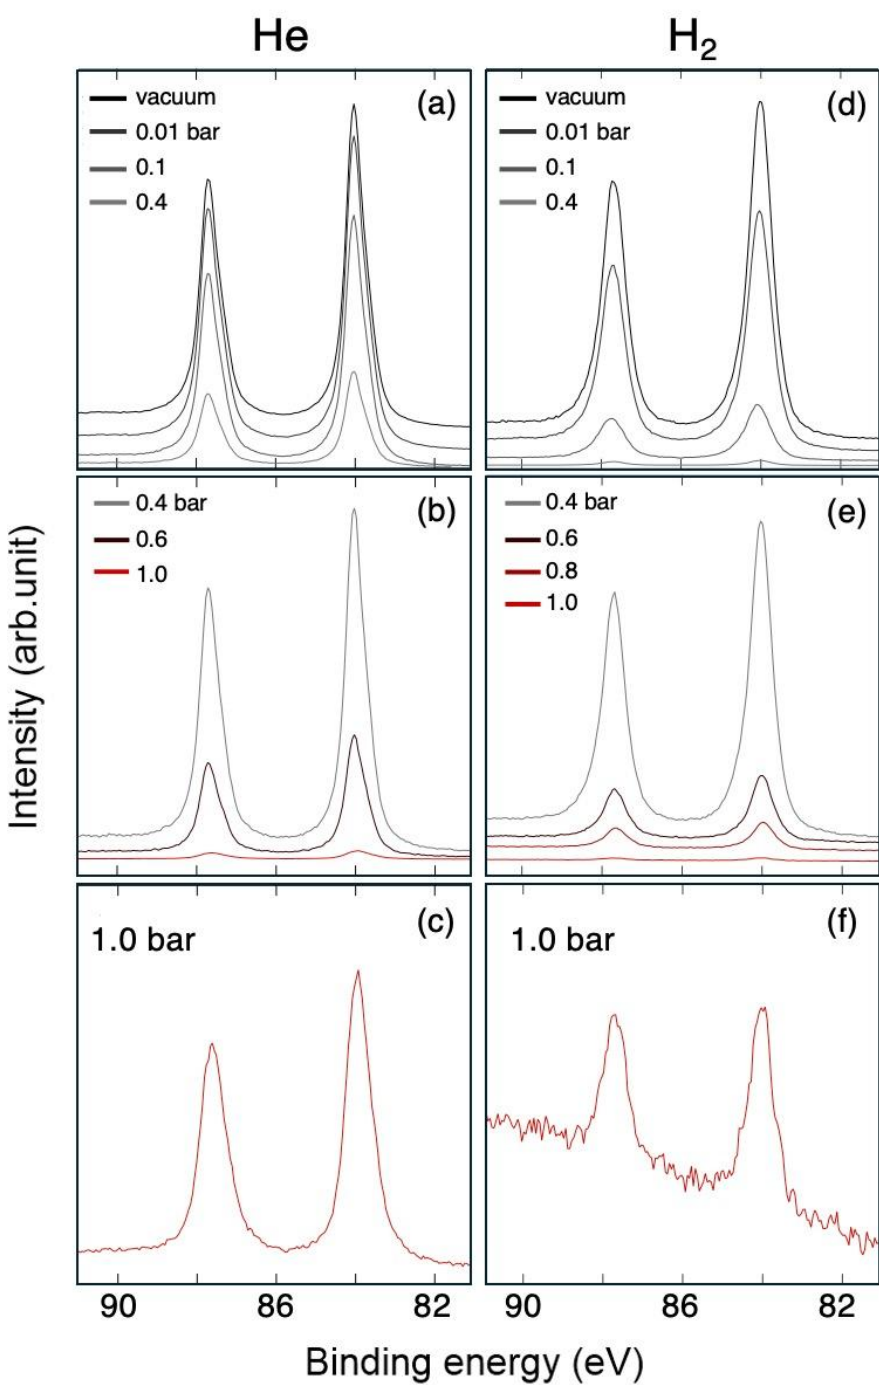 He
H2
vacuum
0.01 bar
0.1
0.4
(a)
vacuum
0.01 bar
0.1
0.4
(d)
0.4 bar
0.6
1.0
(b)
0.4 bar
0.6
0.8
1.0
(e)
1.0 bar
(c)
1.0 bar
(f)
90
86
82
90
86
82
Intensity (arb.unit)
Binding energy (eV)